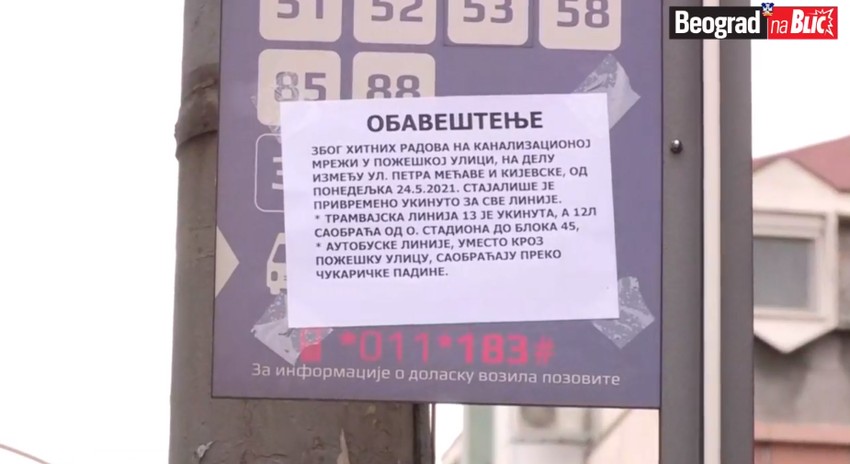 Beograd na Blic
51 52 53 58
85 88
ОБАВЕШТЕЊЕ
ЗБОГ ХИТНИХ РАДОВА НА КАНАЛИЗАЦИОНОЈ
МРЕЖИ У ПОЖЕШКОЈ УЛИЦИ, НА ДЕЛУ
ИЗМЕЂУ УЛ. ПЕТРА МЕЋАВЕ И КИЈЕВСКЕ, ОД
ПОНЕДЕЉКА 24.5.2021. СТАЈАЛИШЕ ЈЕ
ПРИВРЕМЕНО УКИНУТО ЗА СВЕ ЛИНИЈЕ.
* ТРАМВАЈСКА ЛИНИЈА 13 ЈЕ УКИНУТА, А 12Л
САОБРАЋА ОД О. СТАДИОНА ДО БЛОКА 45,
* АУТОБУСКЕ ЛИНИЈЕ, УМЕСТО КРОЗ
ПОЖЕШКУ УЛИЦУ, САОБРАЋАЈУ ПРЕКО
ЧУКАРИЧКЕ ПАДИНЕ.
*011*183#
За информације о доласку возила позовите